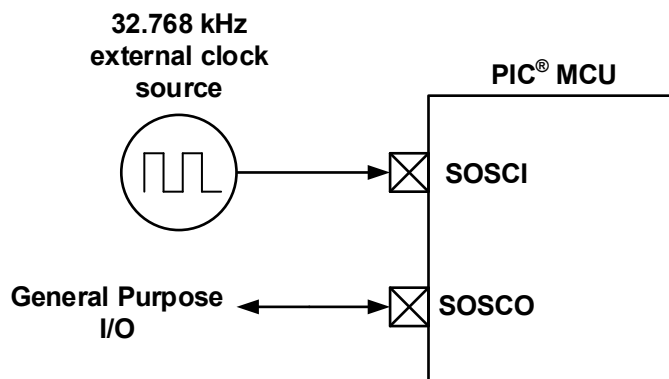 32.768 kHz
external clock
source
PIC® MCU
SOSCI
General Purpose
I/O
SOSCO